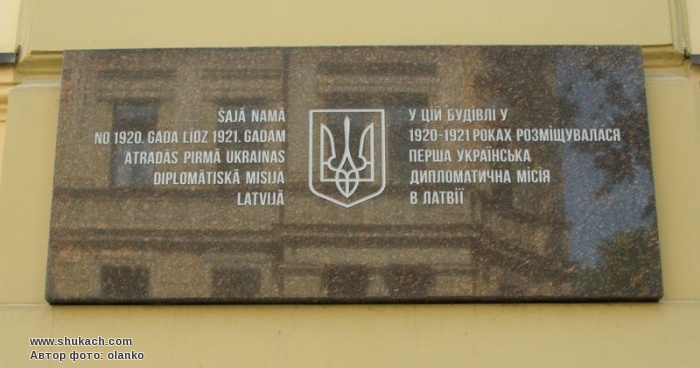 ŠAJĀ NAMĀ
NO 1920. GADA LĪDZ 1921. GADAM
ATRADĀS PIRMĀ UKRAINAS
DIPLOMĀTISKĀ MISIJA
LATVIJĀ
У ЦІЙ БУДІВЛІ У
1920-1921 РОКАХ РОЗМІЩУВАЛАСЯ
ПЕРША УКРАЇНСЬКА
ДИПЛОМАТИЧНА МІСІЯ
В ЛАТВІЇ
www.shukach.com
Автор фото: olanko